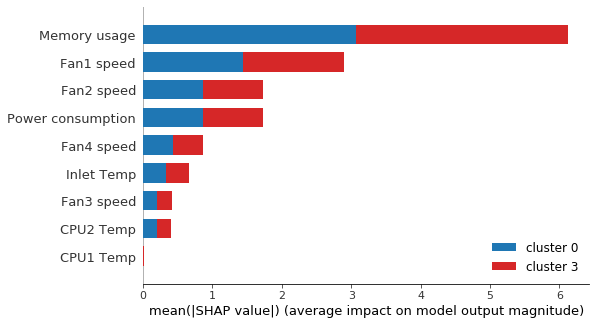 Memory usage
Fan1 speed
Fan2 speed
Power consumption
Fan4 speed
Inlet Temp
Fan3 speed
CPU2 Temp
CPU1 Temp
cluster 0
cluster 3
0 1 2 3 4 5 6
mean(|SHAP value|) (average impact on model output magnitude)